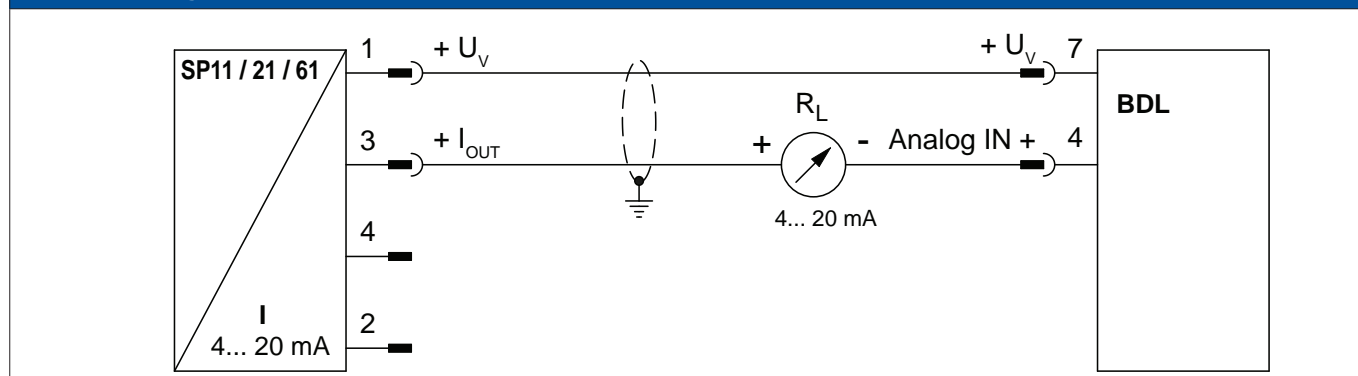 1 + U_V + U_V 7
SP11 / 21 / 61
BDL
R_L
3 + I_OUT + - Analog IN + 4
4... 20 mA
4
I
2
4... 20 mA